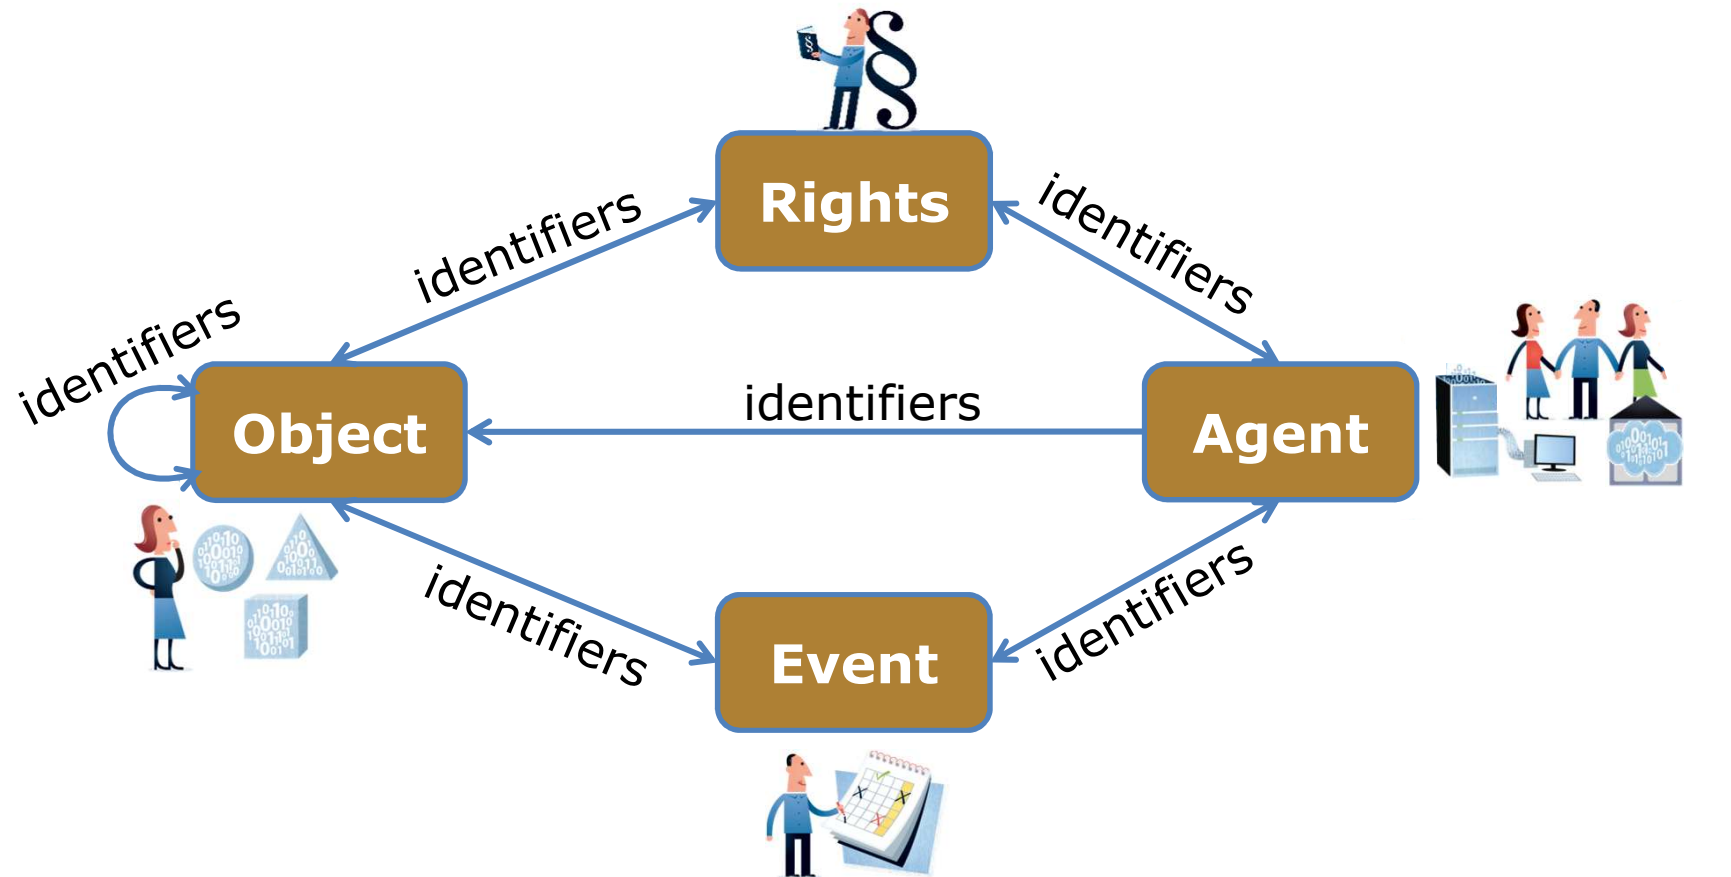 §
§
Rights
identifiers
identifiers
identifiers
identifiers
Object
Agent
identifiers
identifiers
Event